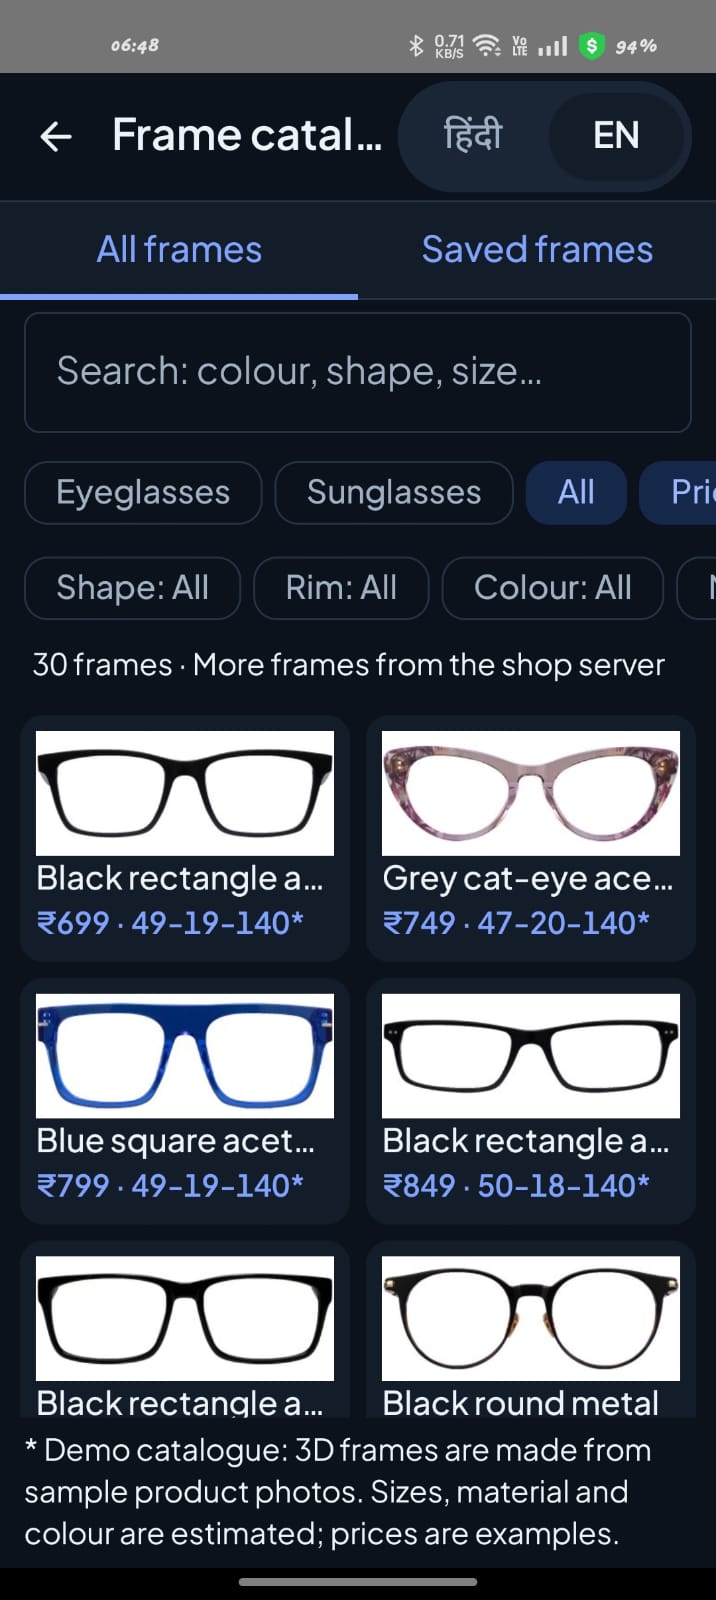 06:48 0.71 KB/S Vo LTE $ 94%
Frame catal... हिंदी EN
All frames Saved frames
Search: colour, shape, size...
Eyeglasses Sunglasses All Pri
Shape: All Rim: All Colour: All
30 frames · More frames from the shop server
Black rectangle a... Grey cat-eye ace...
₹699 · 49-19-140* ₹749 · 47-20-140*
Blue square acet... Black rectangle a...
₹799 · 49-19-140* ₹849 · 50-18-140*
Black rectangle a... Black round metal
* Demo catalogue: 3D frames are made from
sample product photos. Sizes, material and
colour are estimated; prices are examples.